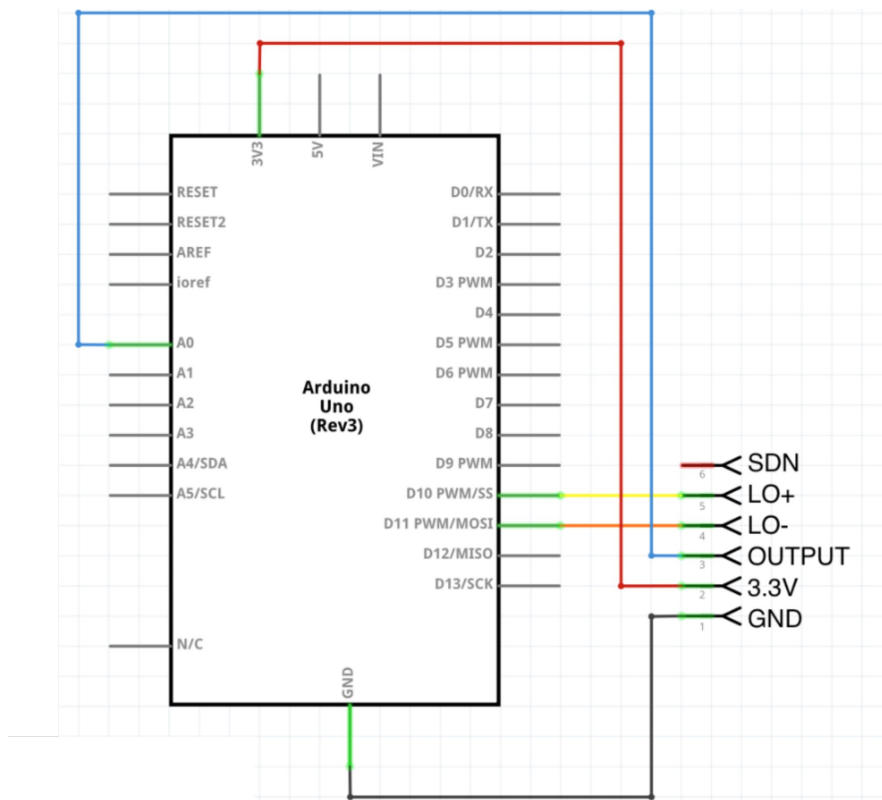 3V3
5V
VIN
RESET
RESET2
AREF
ioref
A0
A1
A2
A3
A4/SDA
A5/SCL
N/C
Arduino
Uno
(Rev3)
D0/RX
D1/TX
D2
D3 PWM
D4
D5 PWM
D6 PWM
D7
D8
D9 PWM
D10 PWM/SS
D11 PWM/MOSI
D12/MISO
D13/SCK
GND
6 SDN
5 LO+
4 LO-
3 OUTPUT
2 3.3V
1 GND